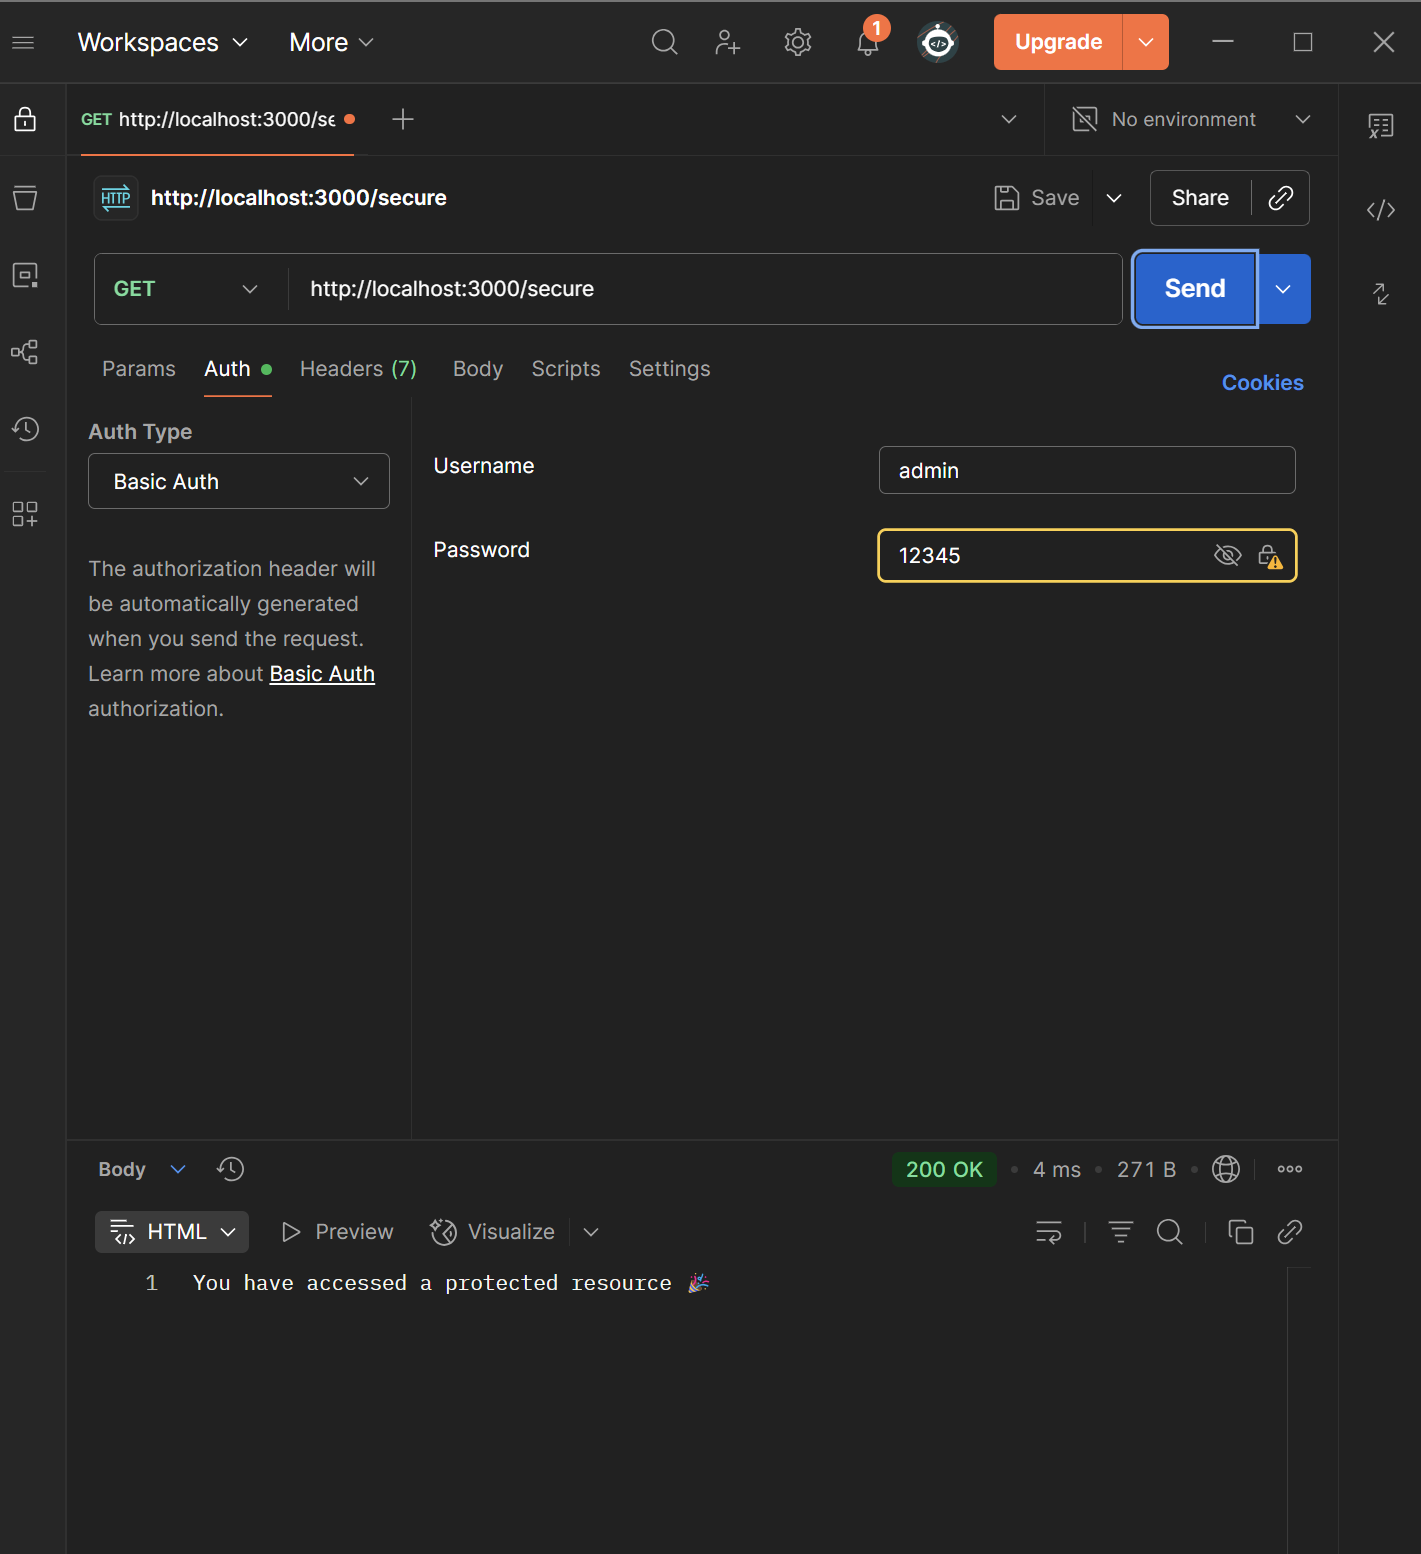 Workspaces More 1 Upgrade
GET http://localhost:3000/se No environment
HTTP http://localhost:3000/secure Save Share
GET http://localhost:3000/secure Send
Params Auth Headers (7) Body Scripts Settings Cookies
Auth Type
Basic Auth
The authorization header will
be automatically generated
when you send the request.
Learn more about Basic Auth
authorization.
Username admin
Password 12345
Body 200 OK • 4 ms • 271 B •
HTML Preview Visualize
1 You have accessed a protected resource 🎉